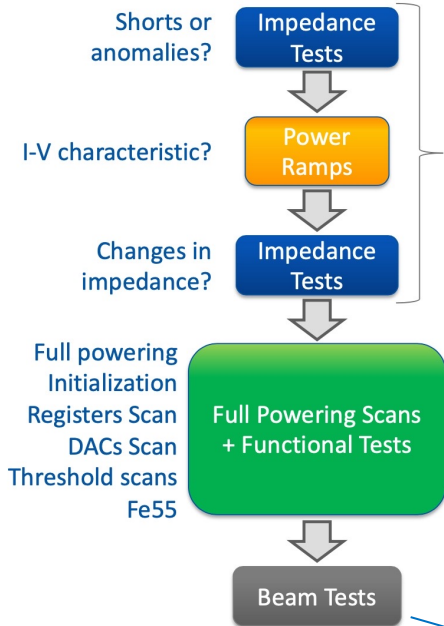 Shorts or
anomalies?
Impedance
Tests
I-V characteristic?
Power
Ramps
Changes in
impedance?
Impedance
Tests
Full powering
Initialization
Registers Scan
DACs Scan
Threshold scans
Fe55
Full Powering Scans
+ Functional Tests
Beam Tests